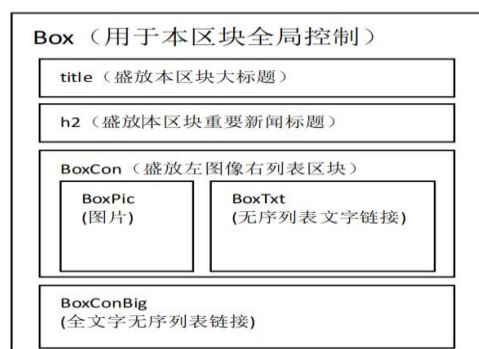 Box（用于本区块全局控制）
title（盛放本区块大标题）
h2（盛放本区块重要新闻标题）
BoxCon（盛放左图像右列表区块）
BoxPic
(图片)
BoxTxt
(无序列表文字链接)
BoxConBig
(全文字无序列表链接)